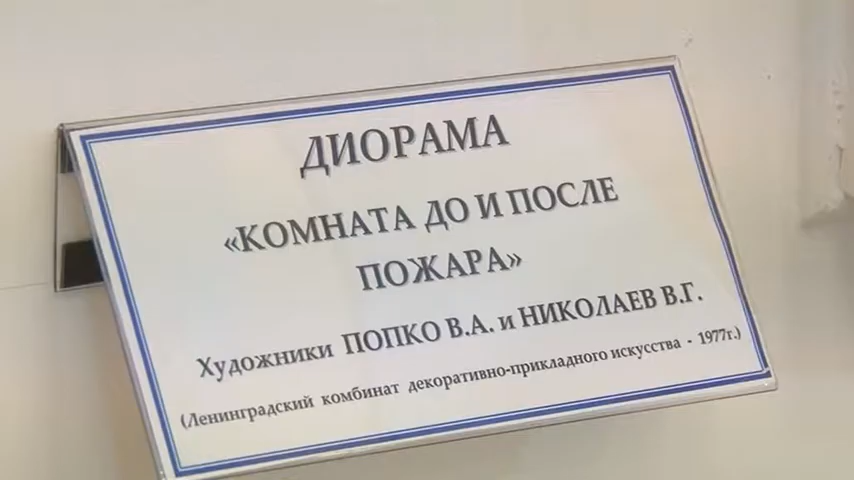 ДИОРАМА
«КОМНАТА ДО И ПОСЛЕ
ПОЖАРА»
Художники ПОПКО В.А. и НИКОЛАЕВ В.Г.
(Ленинградский комбинат декоративно-прикладного искусства - 1977г.)